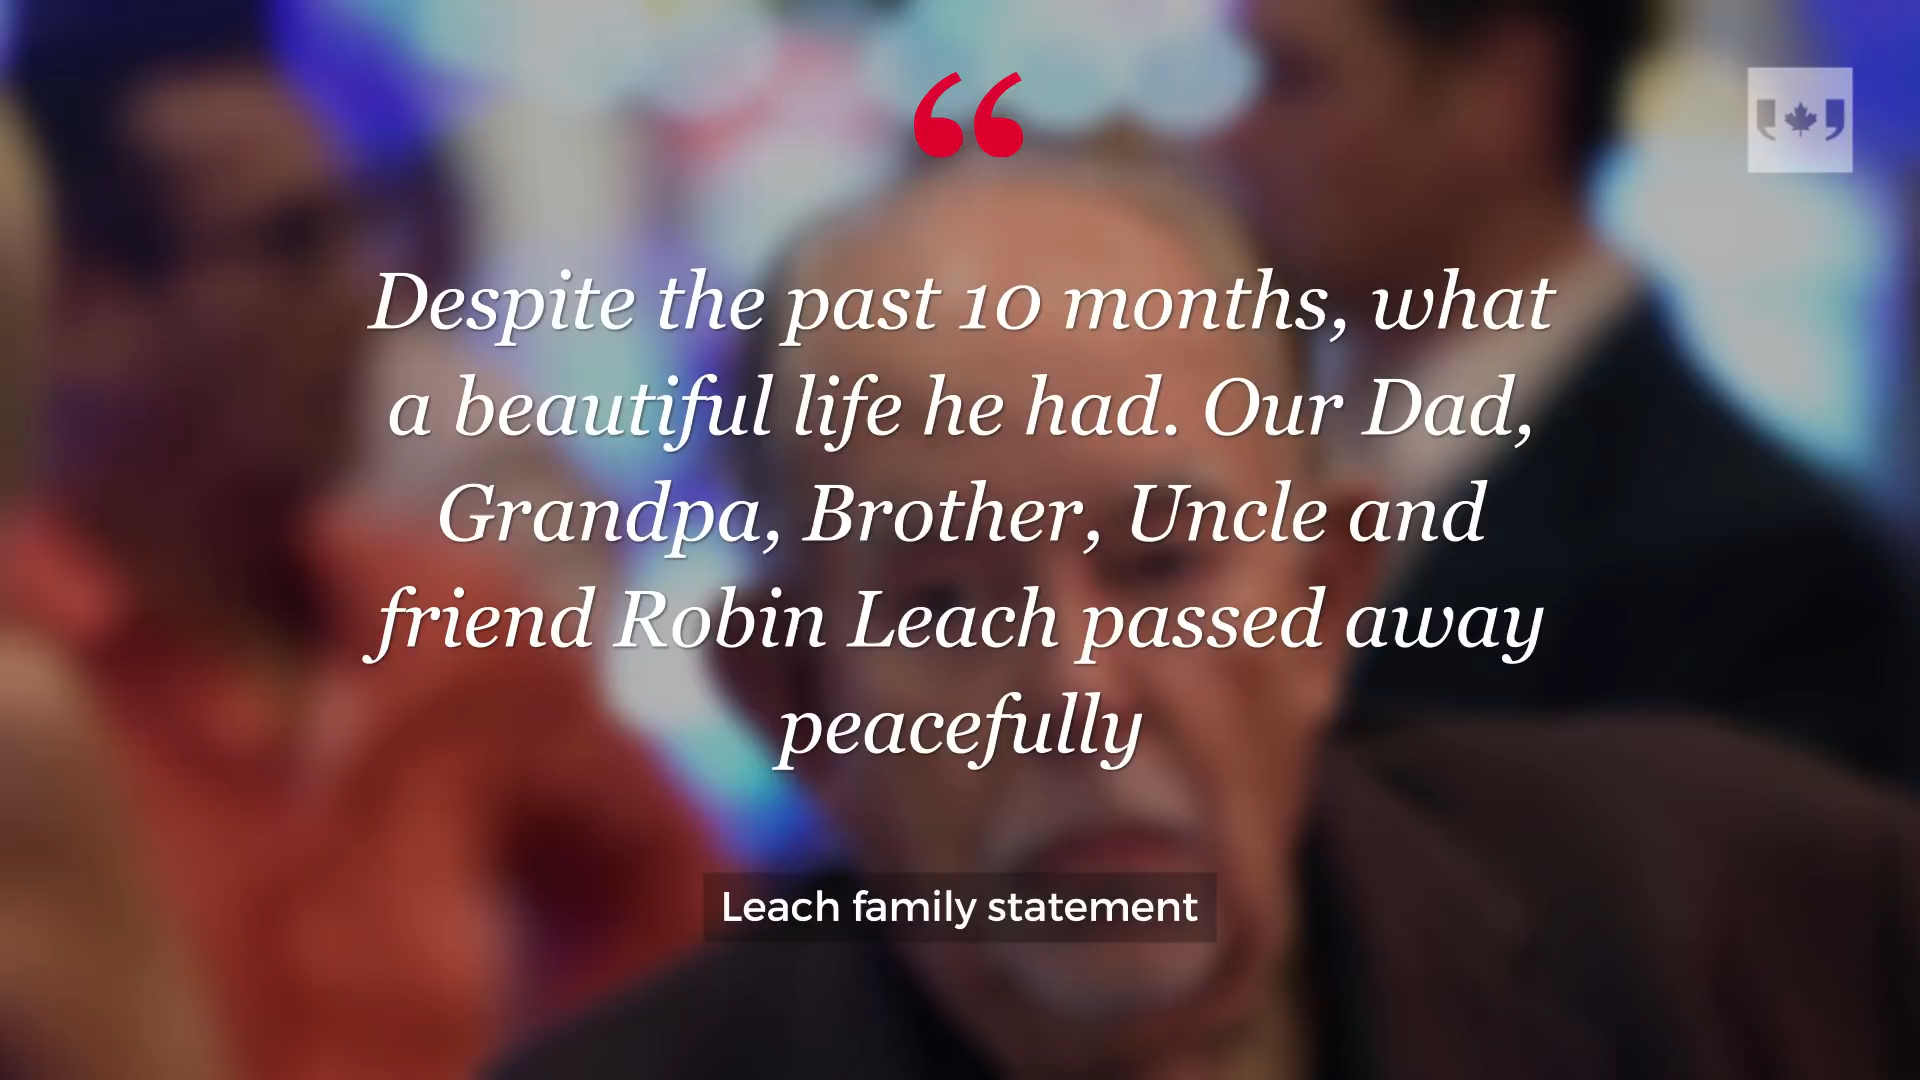 “
Despite the past 10 months, what
a beautiful life he had. Our Dad,
Grandpa, Brother, Uncle and
friend Robin Leach passed away
peacefully
Leach family statement